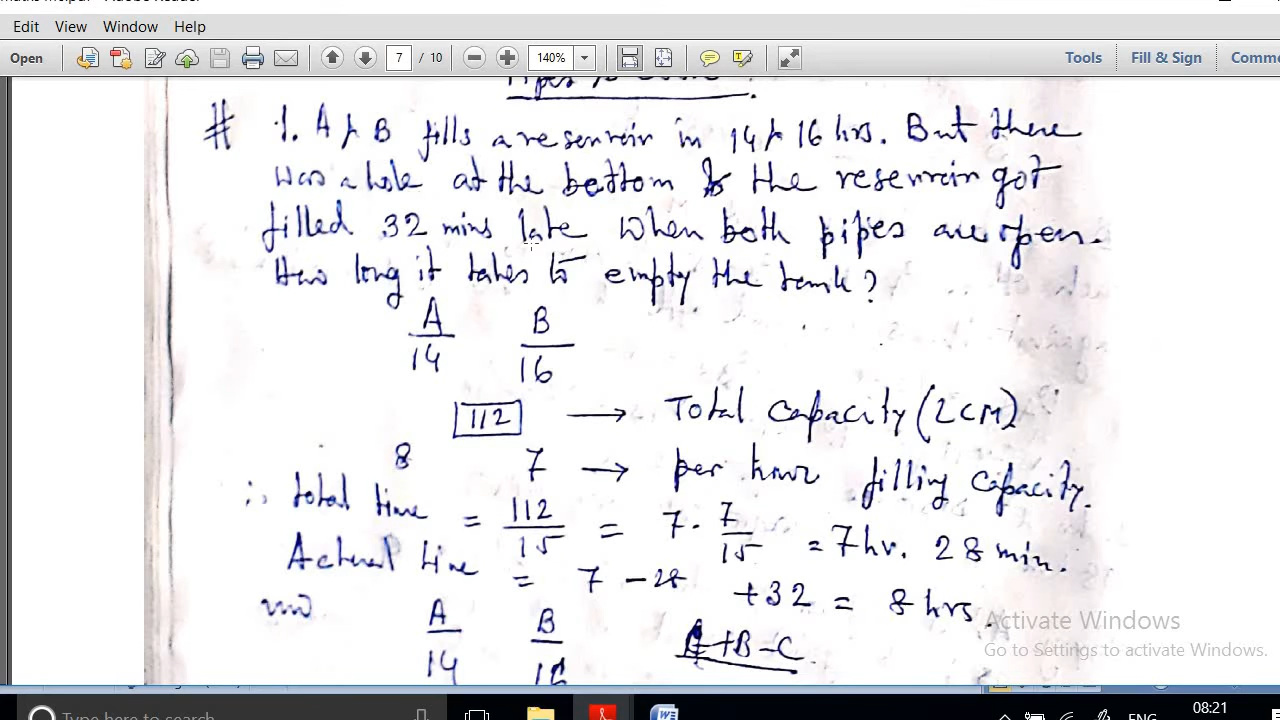 Edit View Window Help
Open 7 / 10 140% Tools Fill & Sign Comme
# 1. A & B fills a reservoir in 14 & 16 hrs. But there
was a hole at the bottom & the reservoir got
filled 32 mins late when both pipes are open.
How long it takes to empty the tank?
A B
14 16
112 → Total capacity (LCM)
8 7 → per hour filling capacity.
∴ total time = 112/15 = 7 · 7/15 = 7 hr. 28 min.
Actual time = 7 - 28 + 32 = 8 hrs
A B A+B-C
14 16
Activate Windows
Go to Settings to activate Windows.
Type here to search ENG 08:21